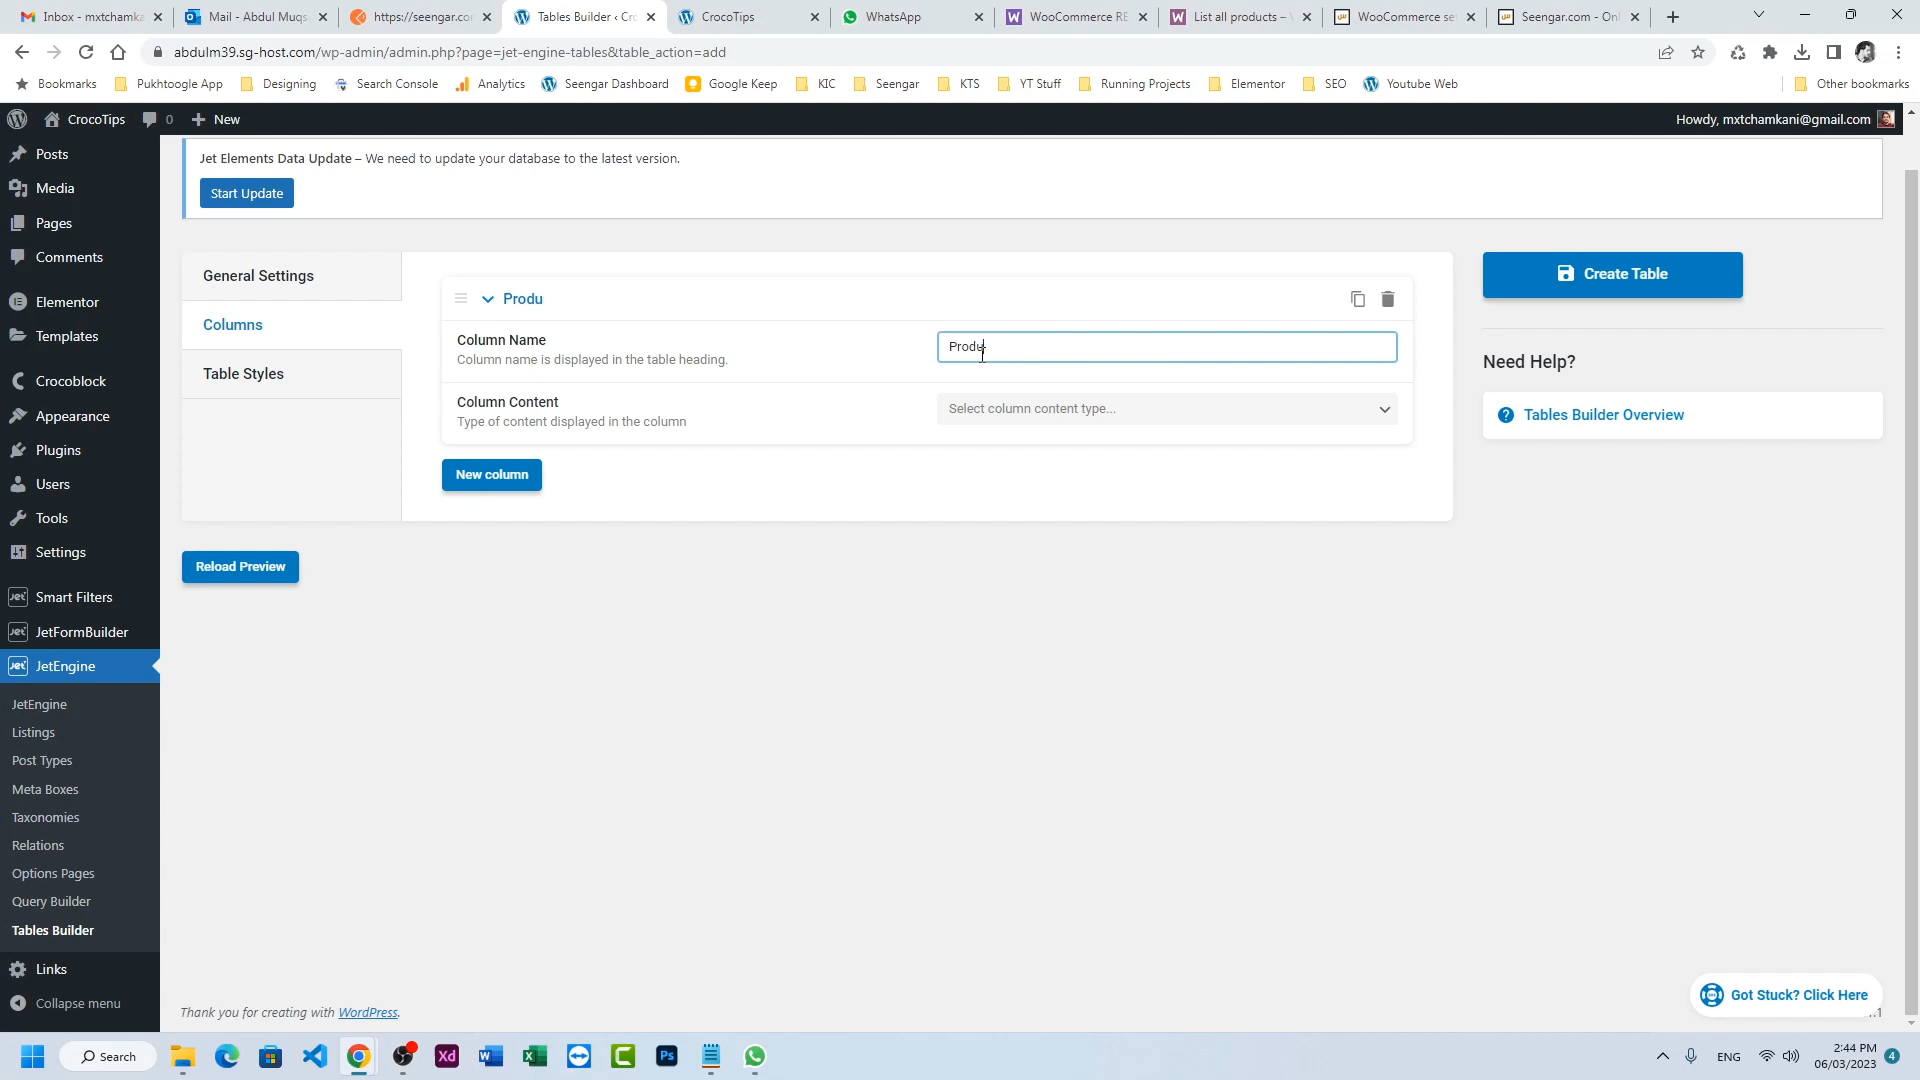 Inbox - mxtchamka
Mail - Abdul Muqs
https://seengar.co
Tables Builder ‹ Cr
CrocoTips
WhatsApp
WooCommerce RE
List all products –
WooCommerce se
Seengar.com - Onl
abdulm39.sg-host.com/wp-admin/admin.php?page=jet-engine-tables&table_action=add
Bookmarks
Pukhtoogle App
Designing
Search Console
Analytics
Seengar Dashboard
Google Keep
KIC
Seengar
KTS
YT Stuff
Running Projects
Elementor
SEO
Youtube Web
Other bookmarks
CrocoTips
0
New
Howdy, mxtchamkani@gmail.com
Posts
Media
Pages
Comments
Elementor
Templates
Crocoblock
Appearance
Plugins
Users
Tools
Settings
Smart Filters
JetFormBuilder
JetEngine
JetEngine
Listings
Post Types
Meta Boxes
Taxonomies
Relations
Options Pages
Query Builder
Tables Builder
Links
Collapse menu
Jet Elements Data Update – We need to update your database to the latest version.
Start Update
General Settings
Columns
Table Styles
Produ
Column Name
Column name is displayed in the table heading.
Produ
Column Content
Type of content displayed in the column
Select column content type...
New column
Reload Preview
Create Table
Need Help?
Tables Builder Overview
Thank you for creating with WordPress.
Got Stuck? Click Here
Search
ENG
2:44 PM
06/03/2023
4